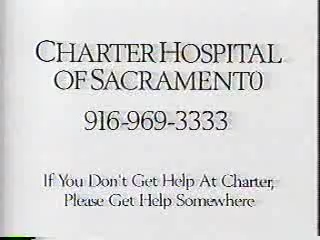 CHARTER HOSPITAL
OF SACRAMENTO
916-969-3333
If You Don't Get Help At Charter,
Please Get Help Somewhere